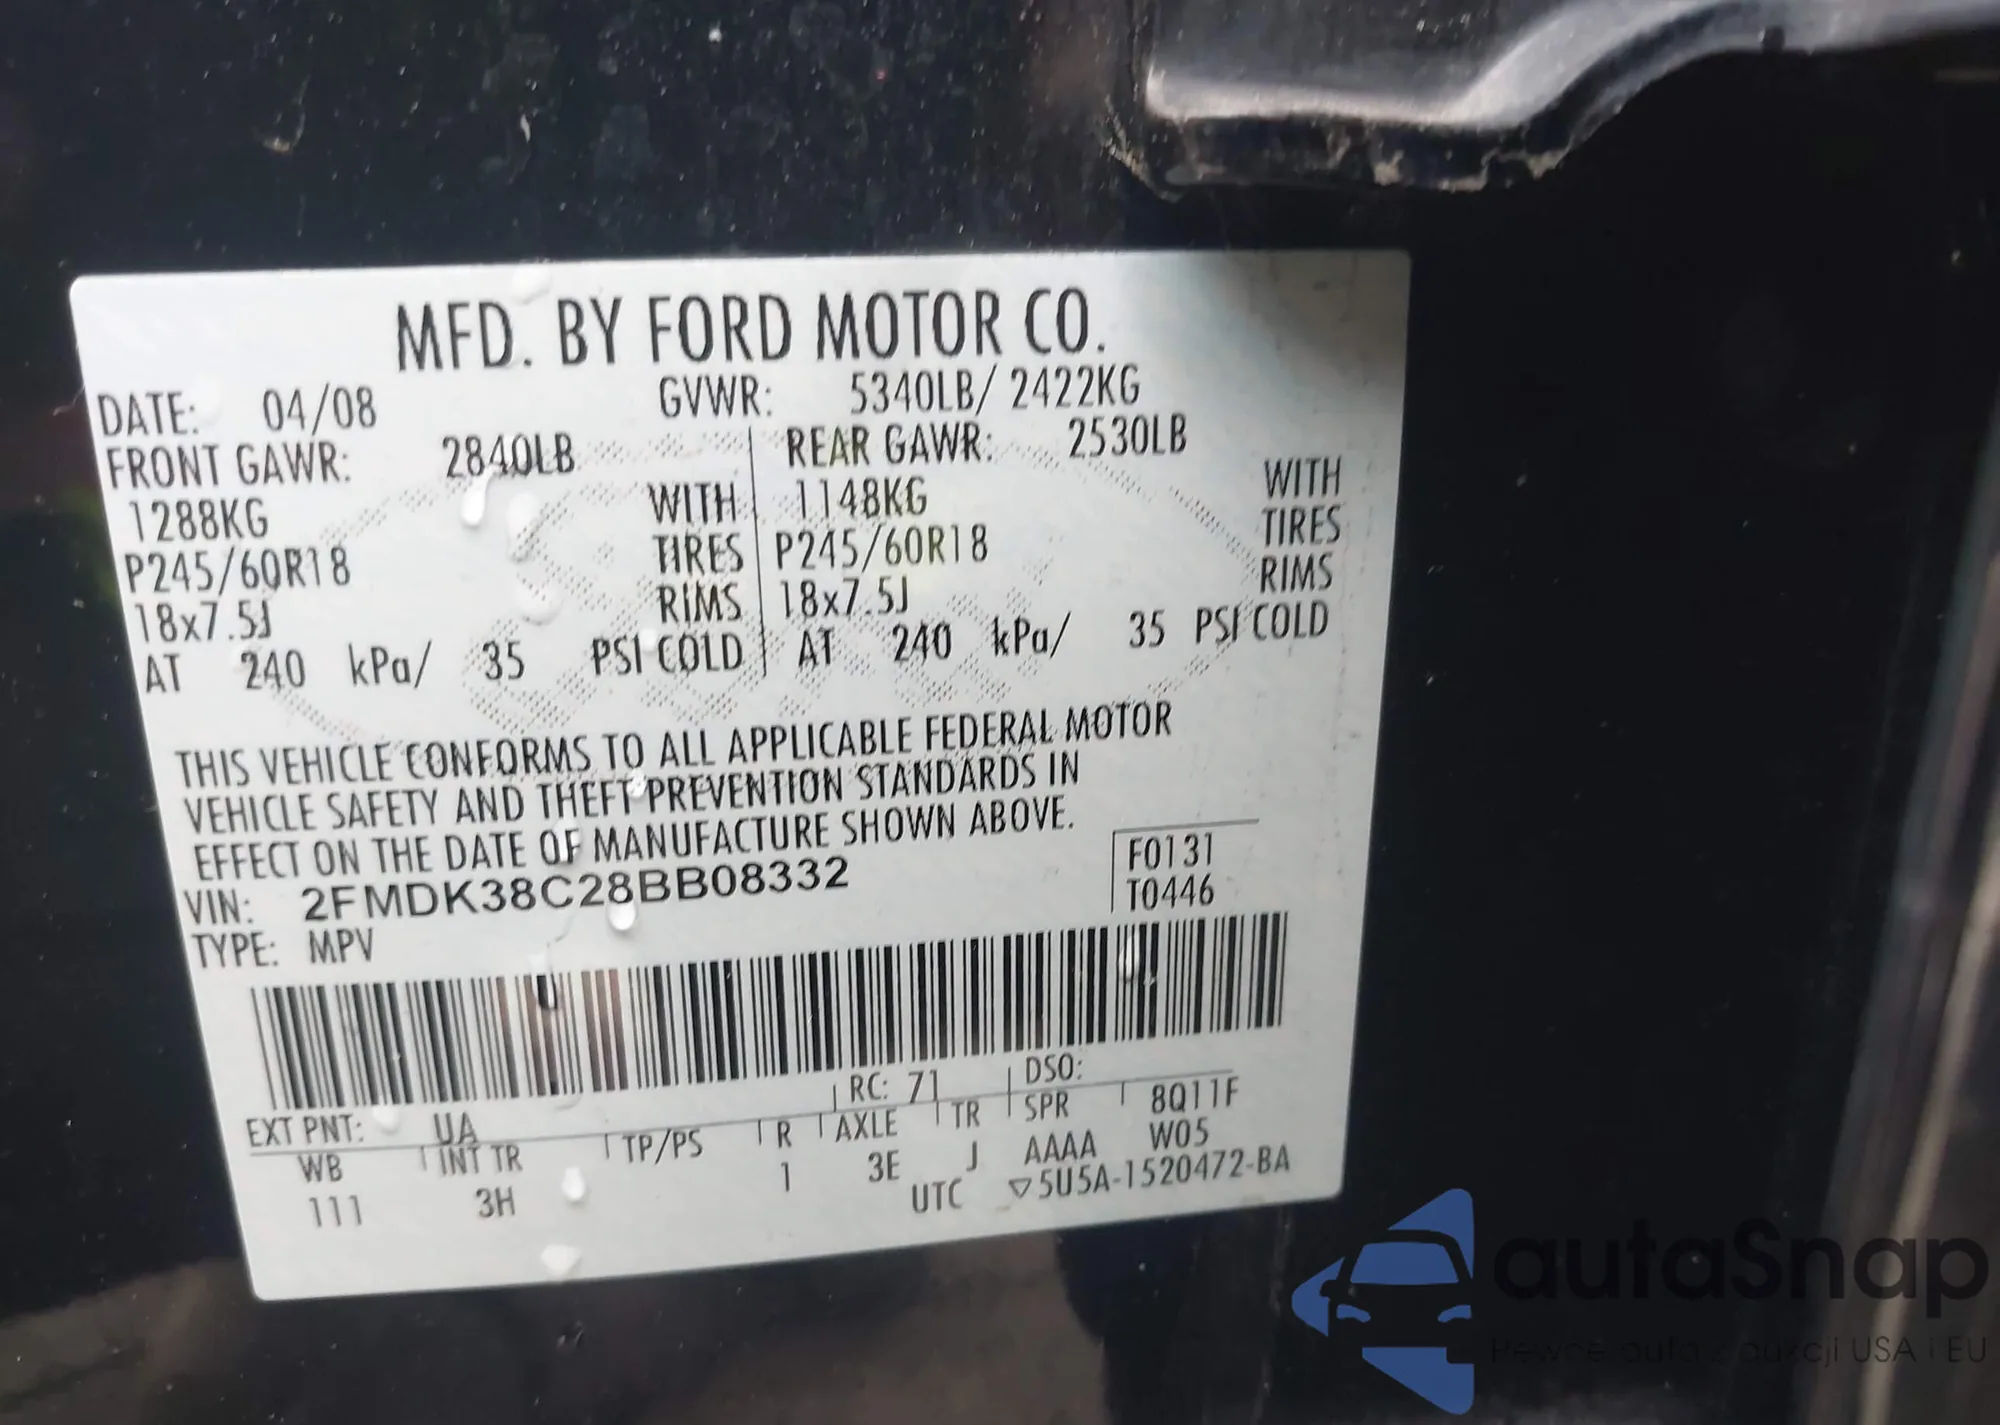 MFD. BY FORD MOTOR CO.
DATE: 04/08 GVWR: 5340LB/ 2422KG
FRONT GAWR: 2840LB REAR GAWR: 2530LB
1288KG WITH 1148KG WITH
P245/60R18 TIRES P245/60R18 TIRES
18x7.5J RIMS 18x7.5J RIMS
AT 240 kPa/ 35 PSI COLD AT 240 kPa/ 35 PSI COLD
THIS VEHICLE CONFORMS TO ALL APPLICABLE FEDERAL MOTOR
VEHICLE SAFETY AND THEFT PREVENTION STANDARDS IN
EFFECT ON THE DATE OF MANUFACTURE SHOWN ABOVE.
VIN: 2FMDK38C28BB08332 F0131
TYPE: MPV T0446
EXT PNT: UA RC: 71 DSO:
WB INT TR TP/PS R AXLE TR SPR 8Q11F
111 3H 1 3E J AAAA W05
UTC ▽5U5A-1520472-BA
autaSnap
Pewne auta z aukcji USA i EU